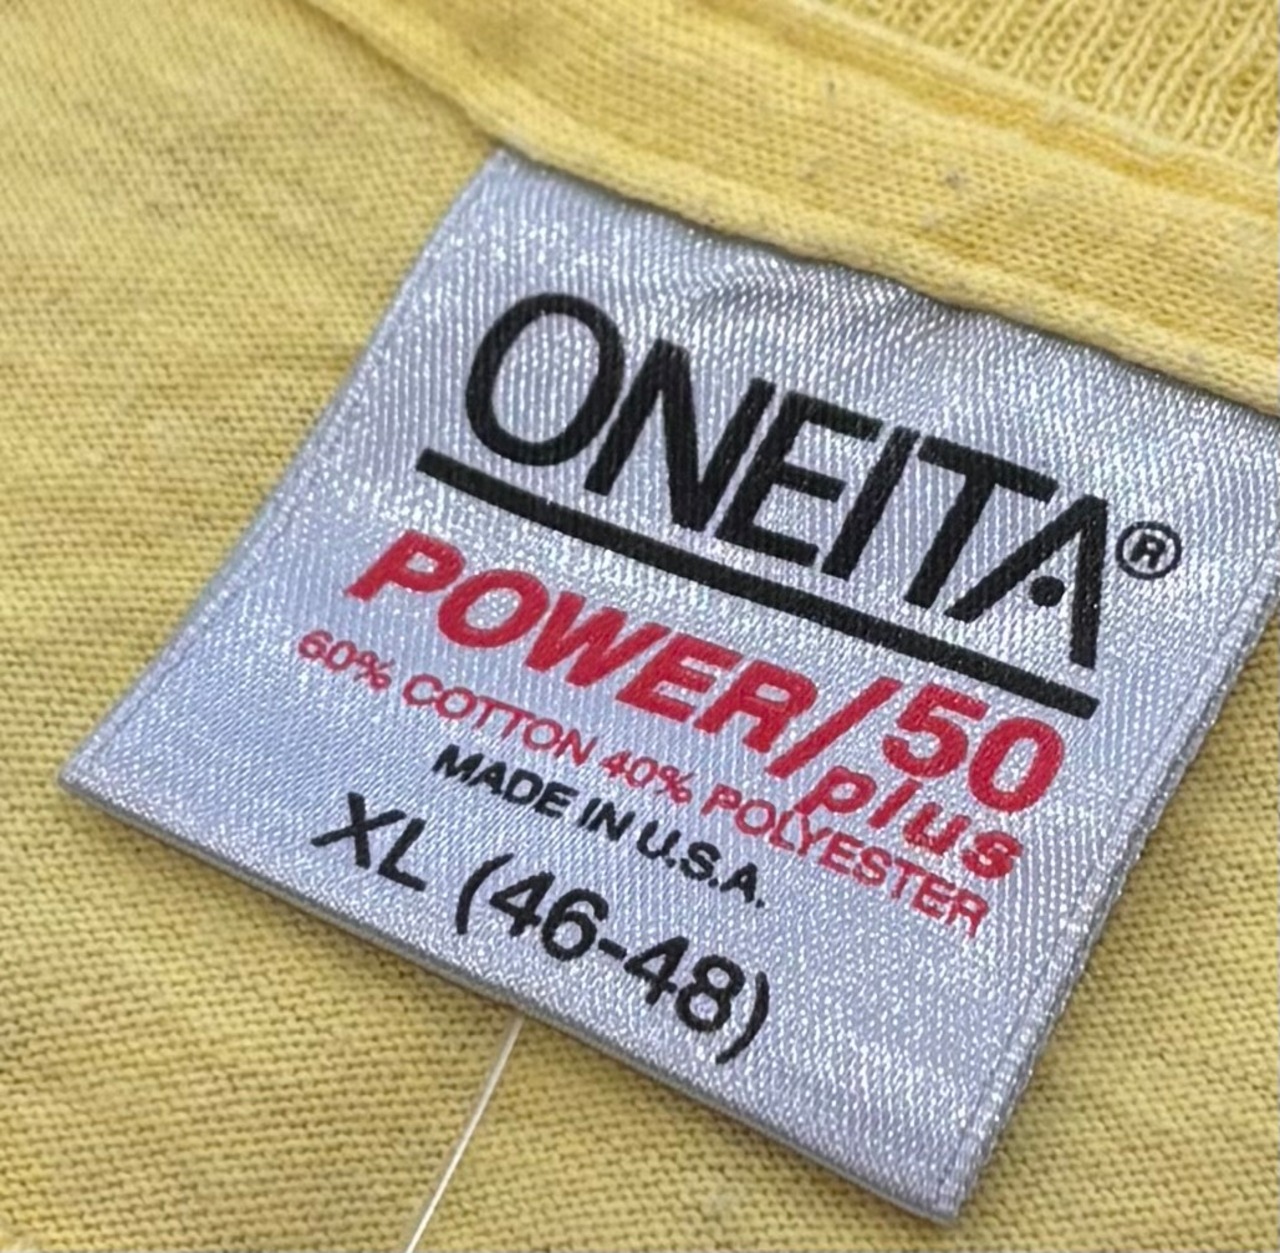 ONEITA®
POWER/50
plus
60% COTTON 40% POLYESTER
MADE IN U.S.A.
XL (46-48)